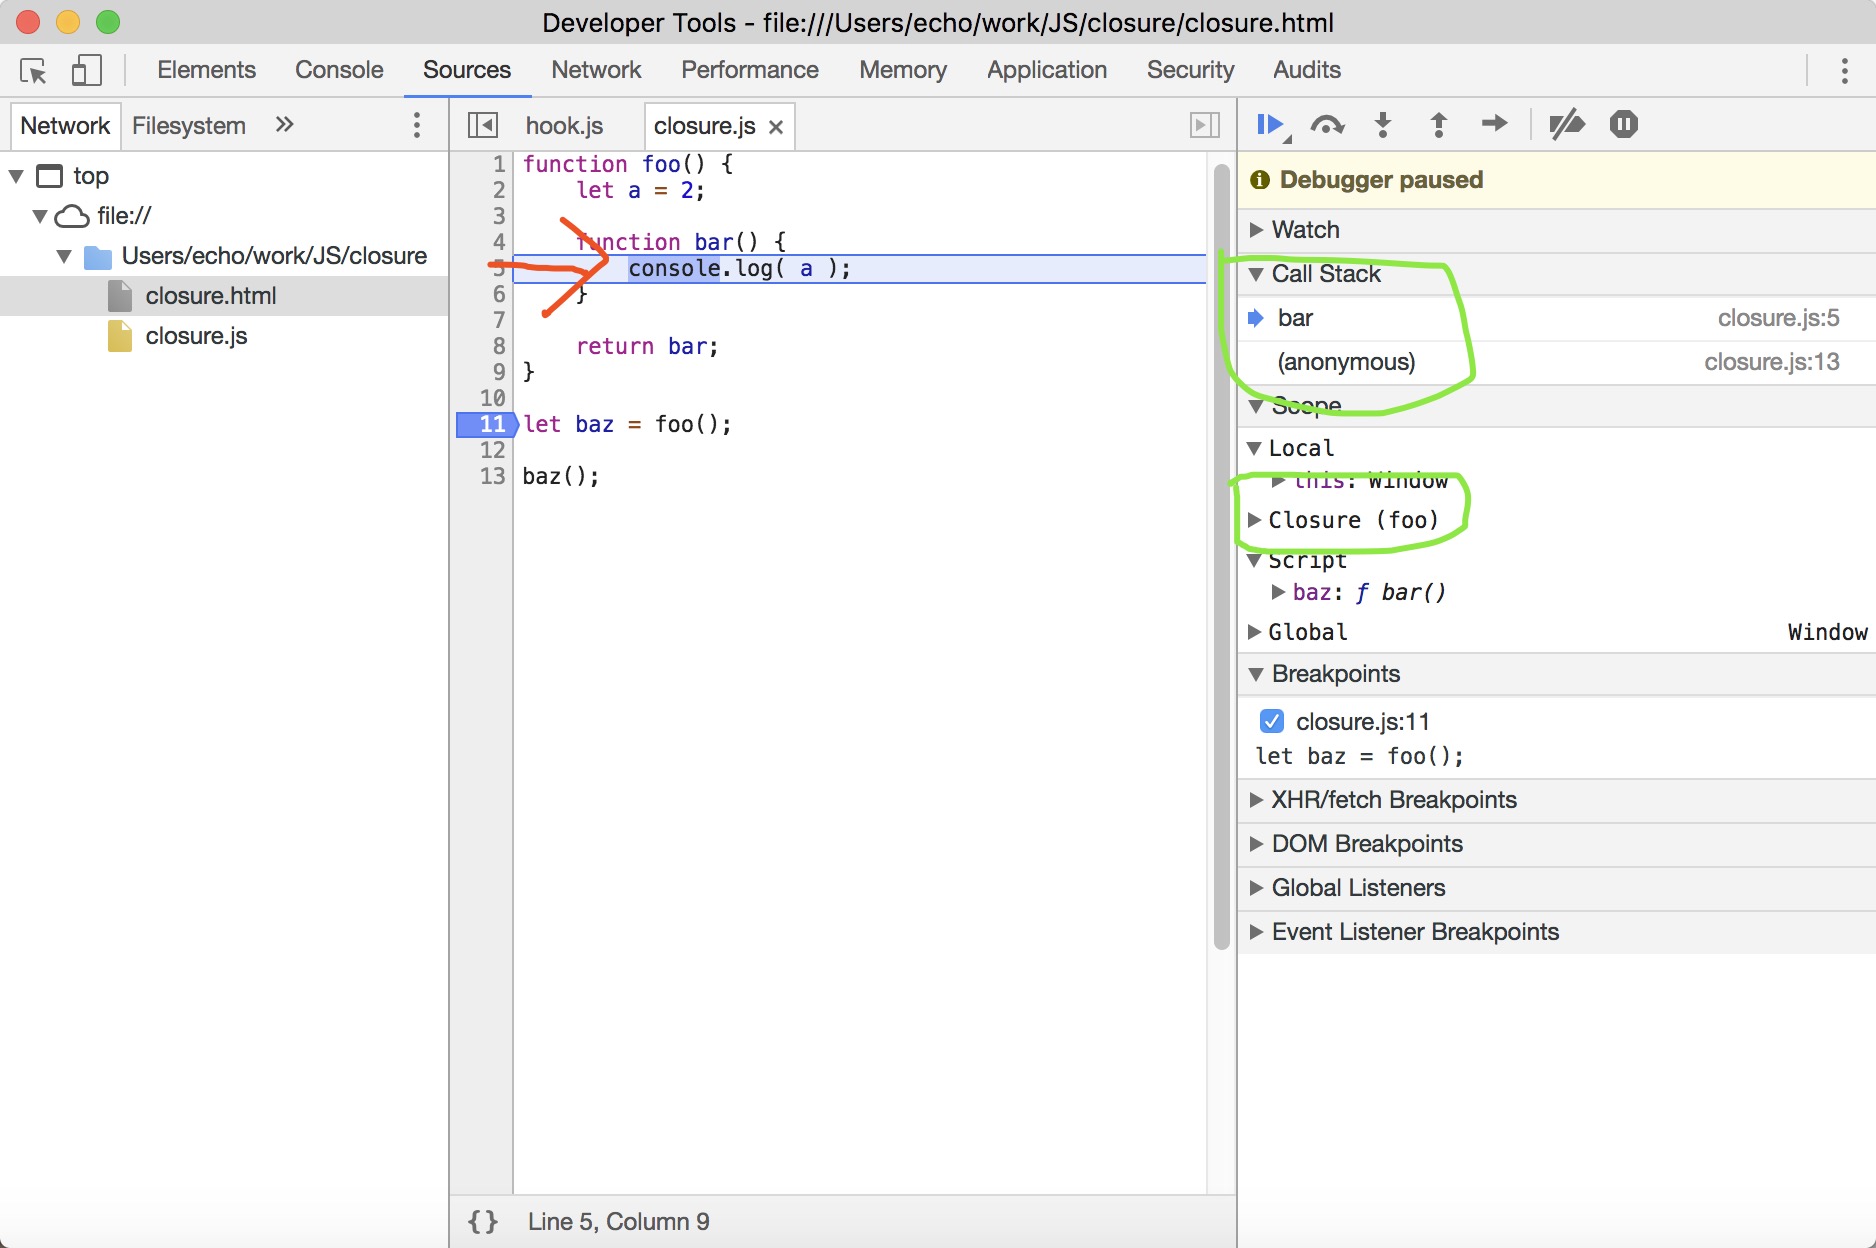 Developer Tools - file:///Users/echo/work/JS/closure/closure.html
Elements Console Sources Network Performance Memory Application Security Audits
Network Filesystem »
top
file://
Users/echo/work/JS/closure
closure.html
closure.js
hook.js closure.js ×
1 function foo() {
2     let a = 2;
3
4     function bar() {
5         console.log( a );
6     }
7
8     return bar;
9 }
10
11 let baz = foo();
12
13 baz();
{} Line 5, Column 9
Debugger paused
Watch
Call Stack
bar closure.js:5
(anonymous) closure.js:13
Scope
Local
this: Window
Closure (foo)
Script
baz: ƒ bar()
Global Window
Breakpoints
closure.js:11
let baz = foo();
XHR/fetch Breakpoints
DOM Breakpoints
Global Listeners
Event Listener Breakpoints